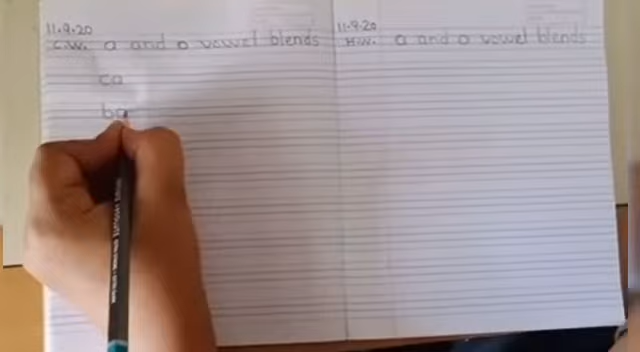 11.9.20
C.W. a and o vowel blends
ca
ba
11.9.20
H.W. a and o vowel blends